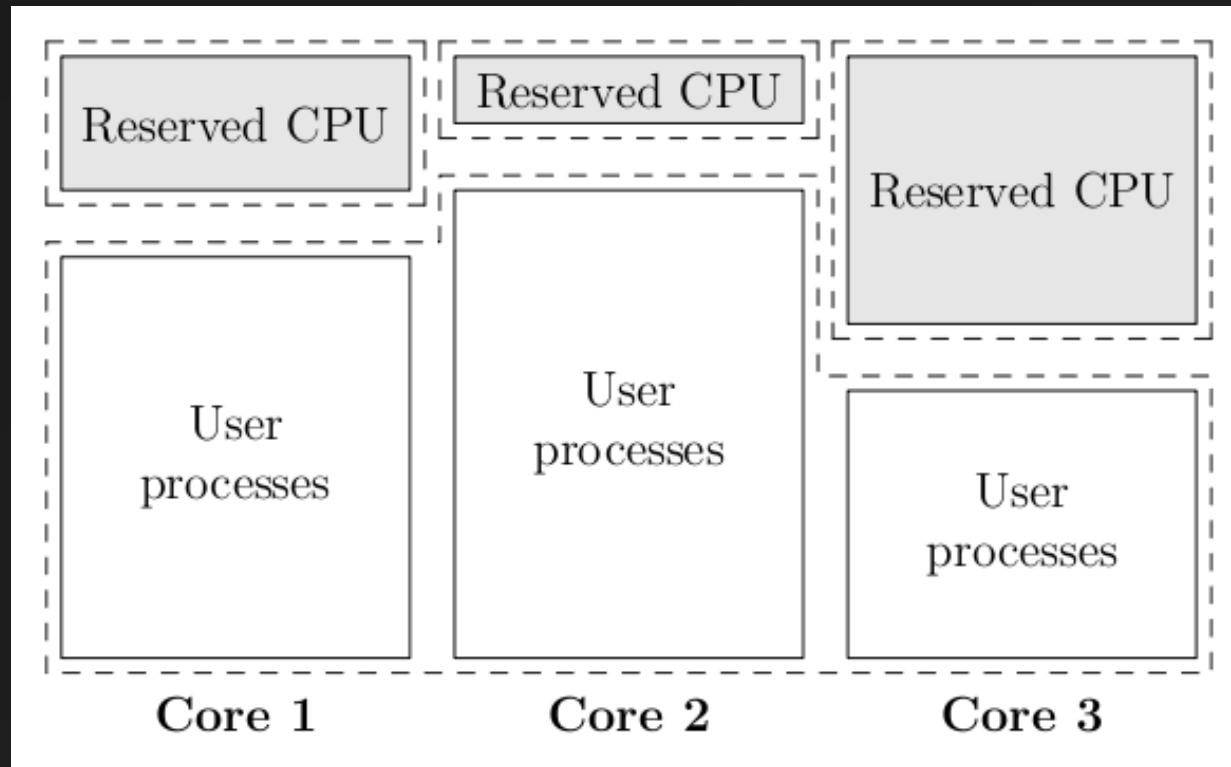 Reserved CPU
Reserved CPU
Reserved CPU
User
processes
User
processes
User
processes
Core 1
Core 2
Core 3